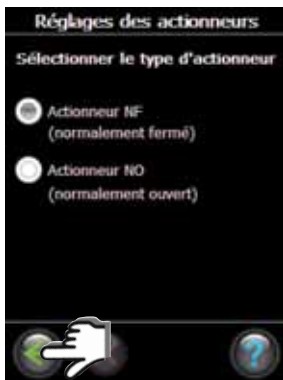 Réglages des actionneurs
Sélectionner le type d'actionneur
Actionneur NF
(normalement fermé)
Actionneur NO
(normalement ouvert)
?